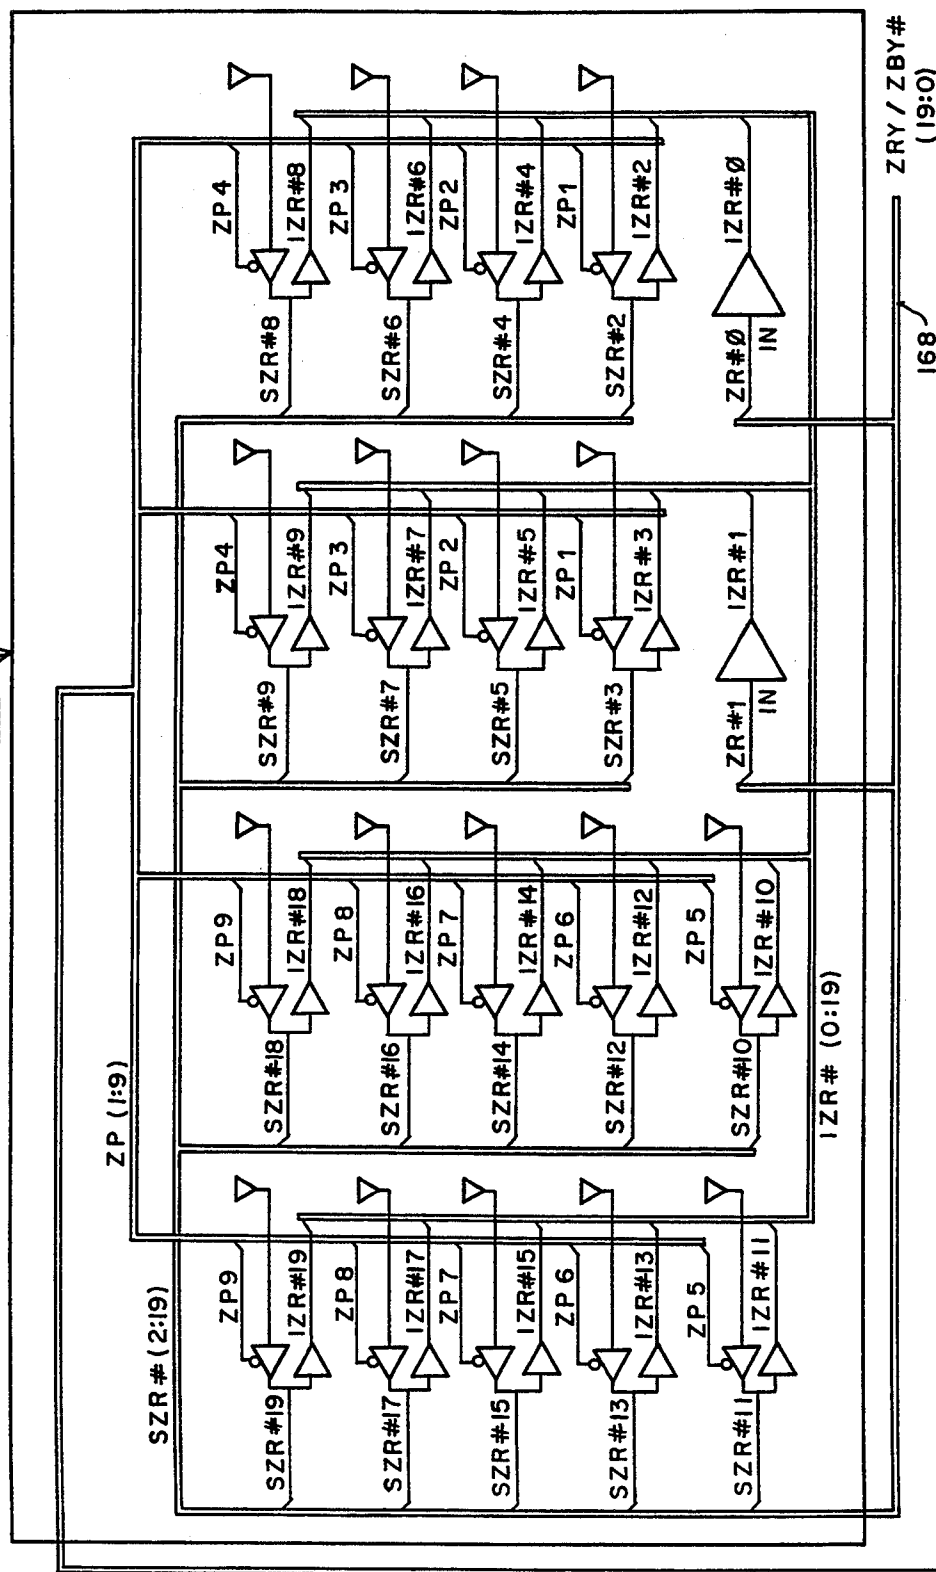 ZP (1:9)
SZR# (2:19)
ZP9
SZR#19
IZR#19
ZP8
SZR#17
IZR#17
ZP7
SZR#15
IZR#15
ZP6
SZR#13
IZR#13
ZP5
SZR#11
IZR#11
ZP9
SZR#18
IZR#18
ZP8
SZR#16
IZR#16
ZP7
SZR#14
IZR#14
ZP6
SZR#12
IZR#12
ZP5
SZR#10
IZR#10
ZP4
SZR#9
IZR#9
ZP3
SZR#7
IZR#7
ZP2
SZR#5
IZR#5
ZP1
SZR#3
IZR#3
ZR#1
IN
IZR#1
ZP4
SZR#8
IZR#8
ZP3
SZR#6
IZR#6
ZP2
SZR#4
IZR#4
ZP1
SZR#2
IZR#2
ZR#Ø
IN
IZR#Ø
IZR# (0:19)
168
ZRY / ZBY#
(19:0)